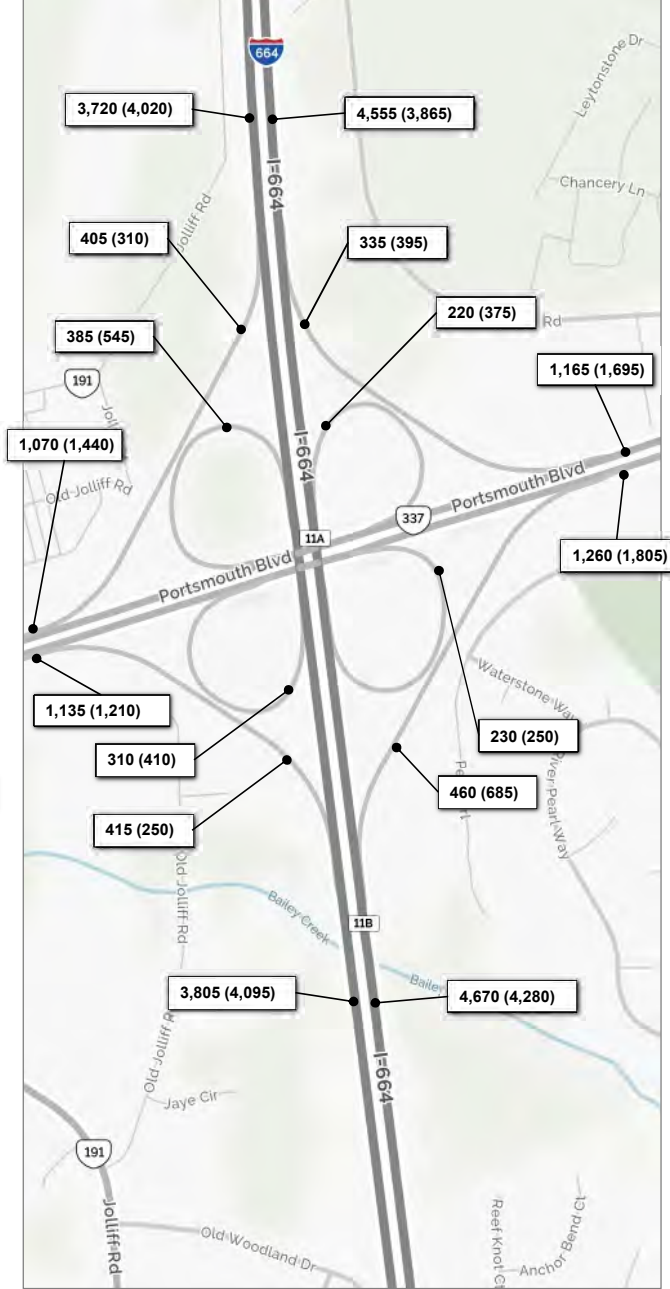 Leytonstone Dr
664
3,720 (4,020)
4,555 (3,865)
I-664
Chancery Ln
Jolliff Rd
405 (310)
335 (395)
220 (375)
Rd
385 (545)
1,165 (1,695)
191
1,070 (1,440)
I-664
Old Jolliff Rd
Portsmouth Blvd
337
11A
1,260 (1,805)
Portsmouth Blvd
Waterstone Way
1,135 (1,210)
230 (250)
310 (410)
460 (685)
River Pearl Way
415 (250)
Old Jolliff Rd
Bailey Creek
11B
3,805 (4,095)
Bailey
4,670 (4,280)
Old Jolliff R
I-664
Jaye Cir
191
Jolliff Rd
Old Woodland Dr
Reef Knot Ct
Anchor Bend Ct